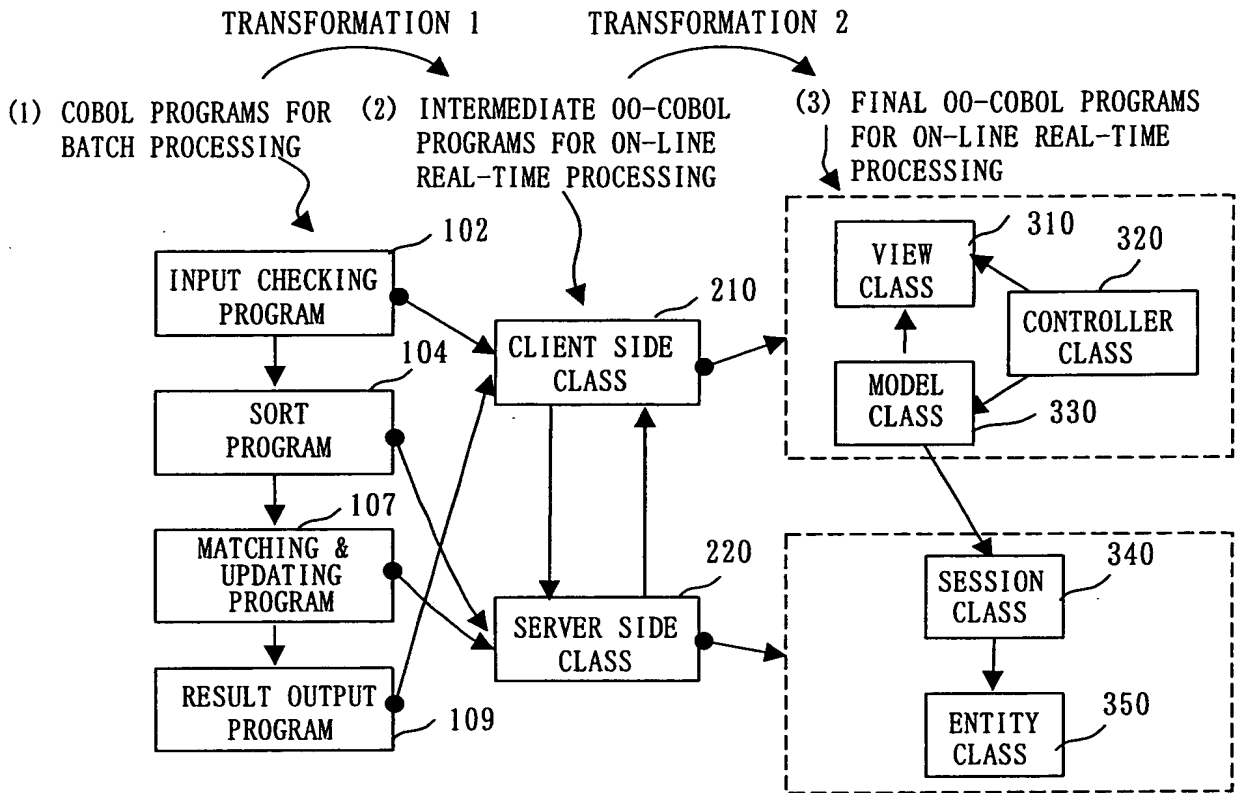 TRANSFORMATION 1
TRANSFORMATION 2
(1) COBOL PROGRAMS FOR
BATCH PROCESSING
(2) INTERMEDIATE OO-COBOL
PROGRAMS FOR ON-LINE
REAL-TIME PROCESSING
(3) FINAL OO-COBOL PROGRAMS
FOR ON-LINE REAL-TIME
PROCESSING
102
INPUT CHECKING
PROGRAM
104
SORT
PROGRAM
107
MATCHING &
UPDATING
PROGRAM
RESULT OUTPUT
PROGRAM
109
210
CLIENT SIDE
CLASS
220
SERVER SIDE
CLASS
310
VIEW
CLASS
320
CONTROLLER
CLASS
MODEL
CLASS
330
340
SESSION
CLASS
350
ENTITY
CLASS